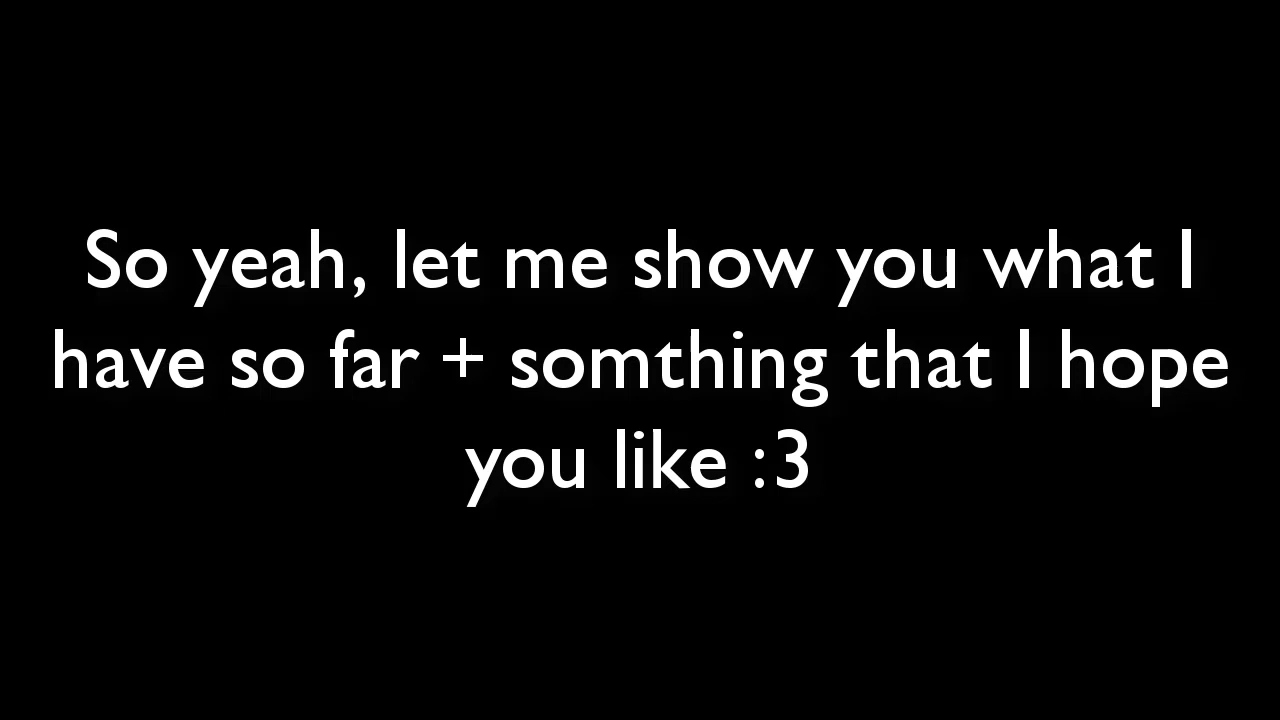 So yeah, let me show you what I
have so far + somthing that I hope
you like :3